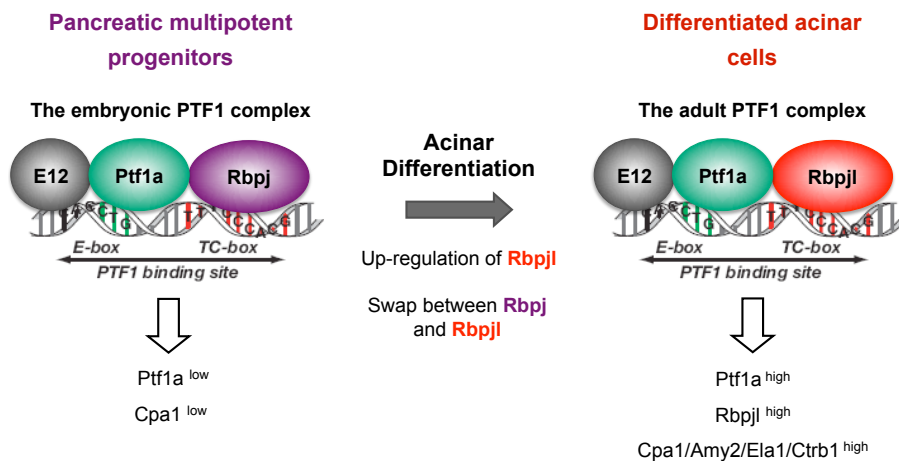 Pancreatic multipotent
progenitors
The embryonic PTF1 complex
E12
Ptf1a
Rbpj
E-box
TC-box
PTF1 binding site
Ptf1a low
Cpa1 low
Acinar
Differentiation
Up-regulation of Rbpjl
Swap between Rbpj
and Rbpjl
Differentiated acinar
cells
The adult PTF1 complex
E12
Ptf1a
Rbpjl
E-box
TC-box
PTF1 binding site
Ptf1a high
Rbpjl high
Cpa1/Amy2/Ela1/Ctrb1 high